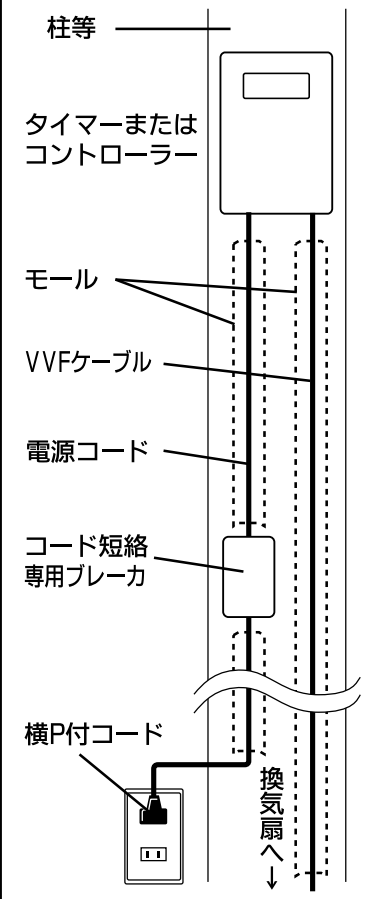 柱等
タイマーまたは
コントローラー
モール
VVFケーブル
電源コード
コード短絡
専用ブレーカ
横P付コード
換気扇へ↓